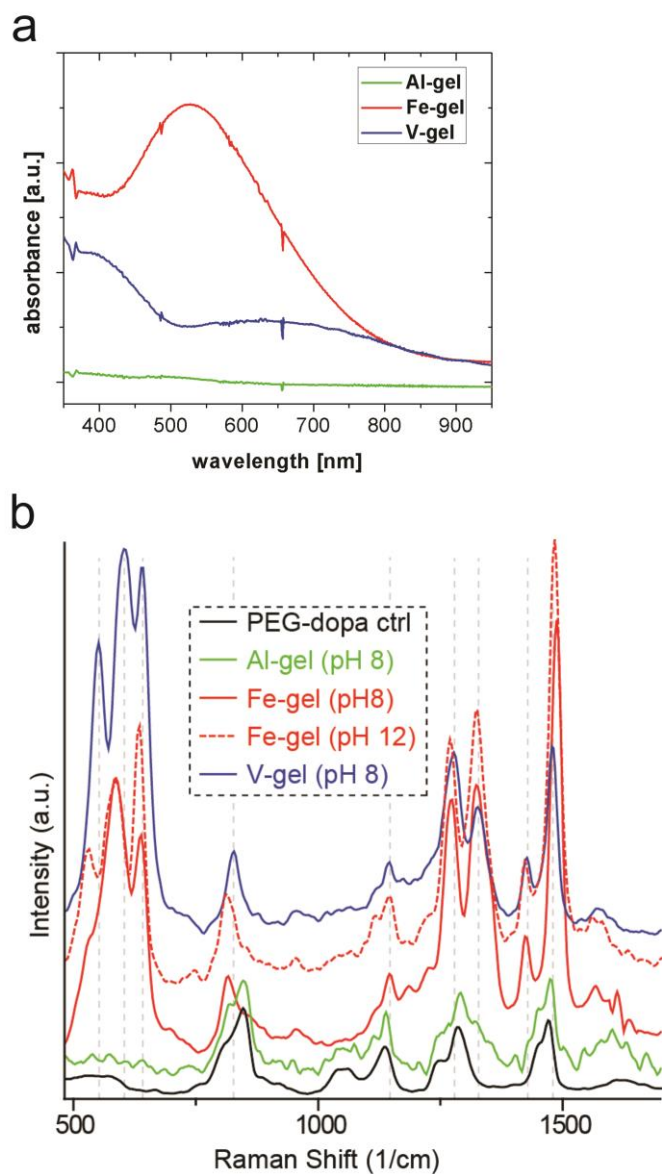 a
Al-gel
Fe-gel
V-gel
absorbance [a.u.]
400 500 600 700 800 900
wavelength [nm]
b
PEG-dopa ctrl
Al-gel (pH 8)
Fe-gel (pH8)
Fe-gel (pH 12)
V-gel (pH 8)
Intensity (a.u.)
500 1000 1500
Raman Shift (1/cm)